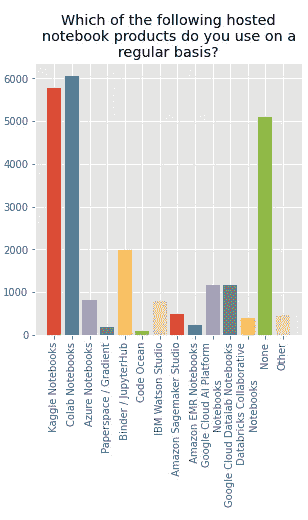 Which of the following hosted
notebook products do you use on a
regular basis?
6000
5000
4000
3000
2000
1000
0
Kaggle Notebooks
Colab Notebooks
Azure Notebooks
Paperspace / Gradient
Binder / JupyterHub
Code Ocean
IBM Watson Studio
Amazon Sagemaker Studio
Amazon EMR Notebooks
Google Cloud AI Platform
Notebooks
Google Cloud Datalab Notebooks
Databricks Collaborative
Notebooks
None
Other